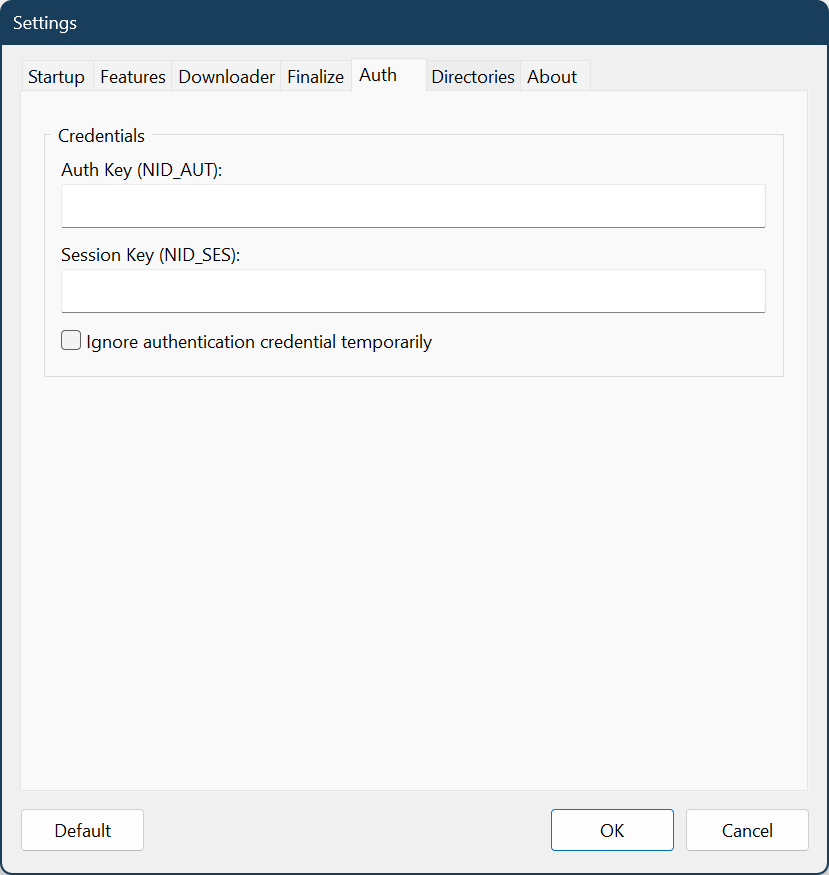 Settings
Startup Features Downloader Finalize Auth Directories About
Credentials
Auth Key (NID_AUT):
Session Key (NID_SES):
Ignore authentication credential temporarily
Default OK Cancel